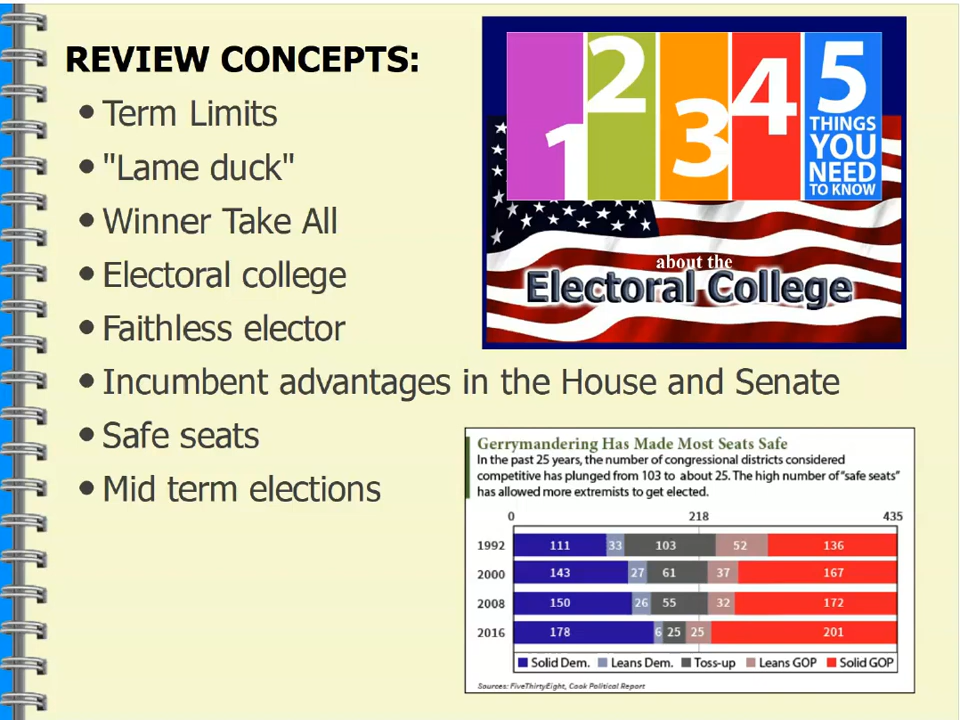 REVIEW CONCEPTS:
• Term Limits
• "Lame duck"
• Winner Take All
• Electoral college
• Faithless elector
• Incumbent advantages in the House and Senate
• Safe seats
• Mid term elections
1 2 3 4 5
THINGS
YOU
NEED
TO KNOW
about the
Electoral College
Gerrymandering Has Made Most Seats Safe
In the past 25 years, the number of congressional districts considered
competitive has plunged from 103 to about 25. The high number of “safe seats”
has allowed more extremists to get elected.
0 218 435
1992 111 33 103 52 136
2000 143 27 61 37 167
2008 150 26 55 32 172
2016 178 6 25 25 201
Solid Dem. Leans Dem. Toss-up Leans GOP Solid GOP
Sources: FiveThirtyEight, Cook Political Report